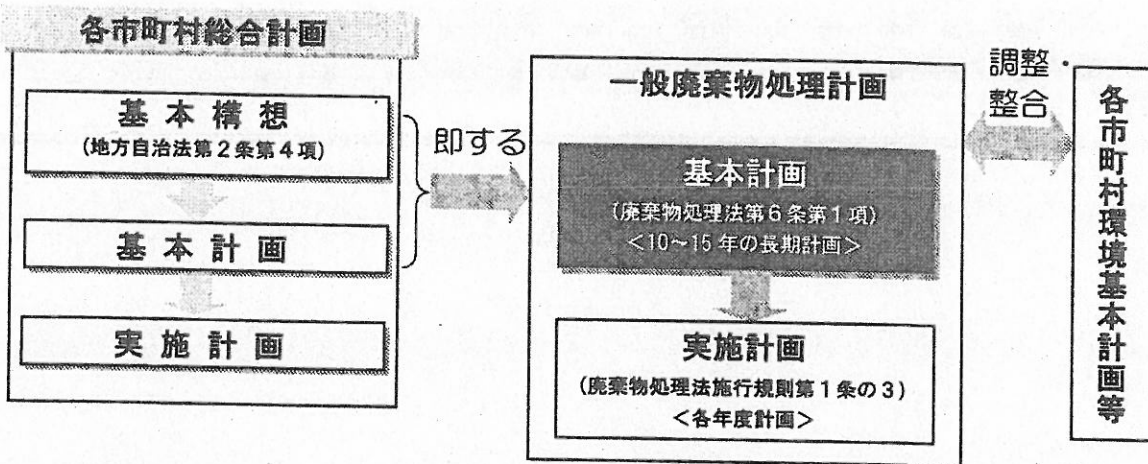 各市町村総合計画
基本構想
(地方自治法第2条第4項)
基本計画
実施計画
即する
一般廃棄物処理計画
基本計画
(廃棄物処理法第6条第1項)
<10~15年の長期計画>
実施計画
(廃棄物処理法施行規則第1条の3)
<各年度計画>
調整・
整合
各市町村環境基本計画等